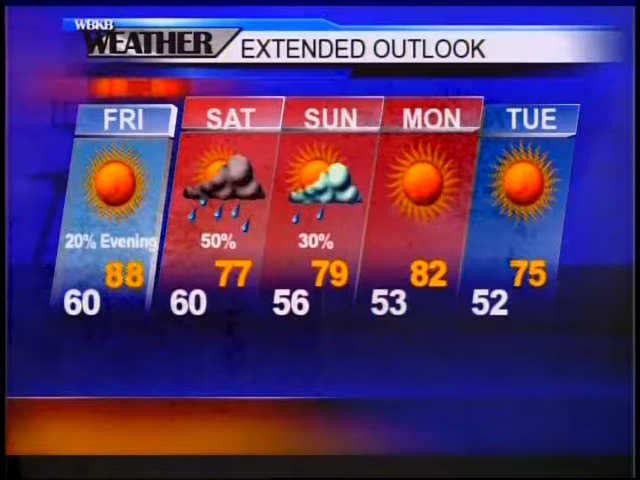 WBKB
WEATHER
EXTENDED OUTLOOK
FRI SAT SUN MON TUE
20% Evening 50% 30%
88 77 79 82 75
60 60 56 53 52